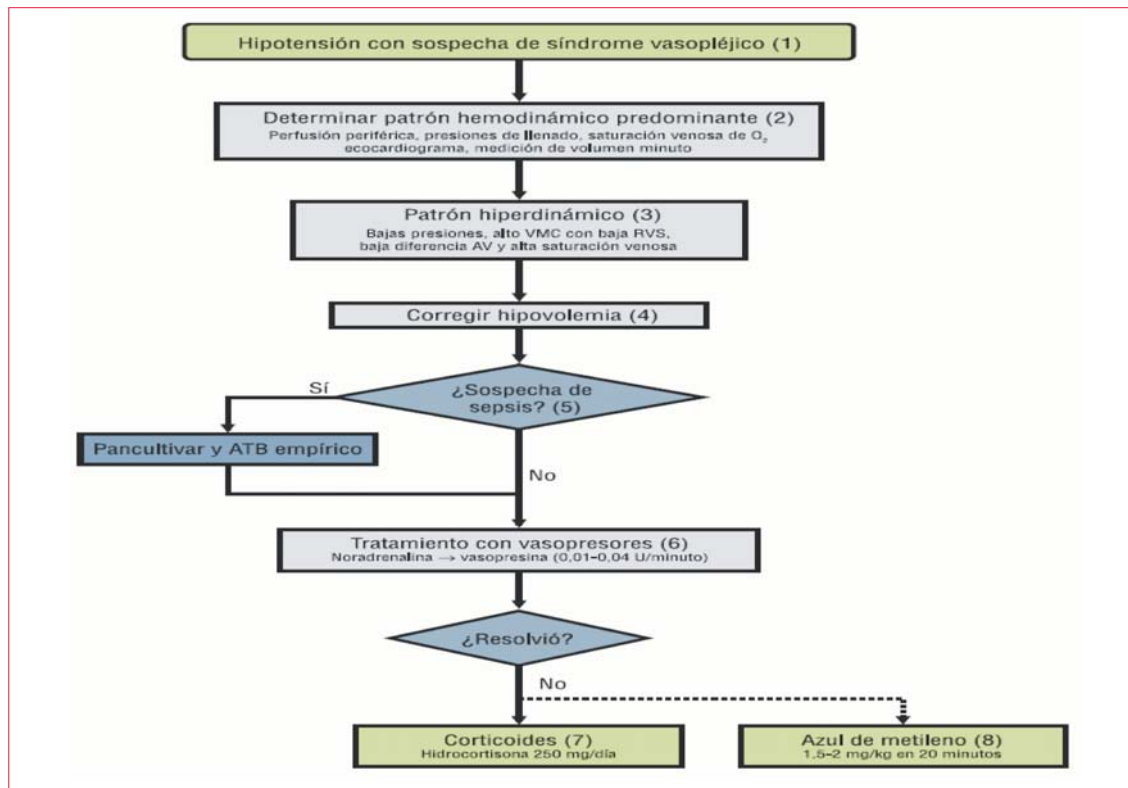 Hipotensión con sospecha de síndrome vasopléjico (1)
Determinar patrón hemodinámico predominante (2)
Perfusión periférica, presiones de llenado, saturación venosa de O₂
ecocardiograma, medición de volumen minuto
Patrón hiperdinámico (3)
Bajas presiones, alto VMC con baja RVS,
baja diferencia AV y alta saturación venosa
Corregir hipovolemia (4)
¿Sospecha de
sepsis? (5)
Sí
Pancultivar y ATB empírico
No
Tratamiento con vasopresores (6)
Noradrenalina → vasopresina (0,01–0,04 U/minuto)
¿Resolvió?
No
Corticoides (7)
Hidrocortisona 250 mg/día
Azul de metileno (8)
1,5–2 mg/kg en 20 minutos